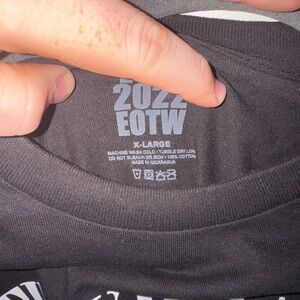 2022
EOTW
X-LARGE
MACHINE WASH COLD • TUMBLE DRY LOW
DO NOT BLEACH OR IRON • 100% COTTON
MADE IN NICARAGUA